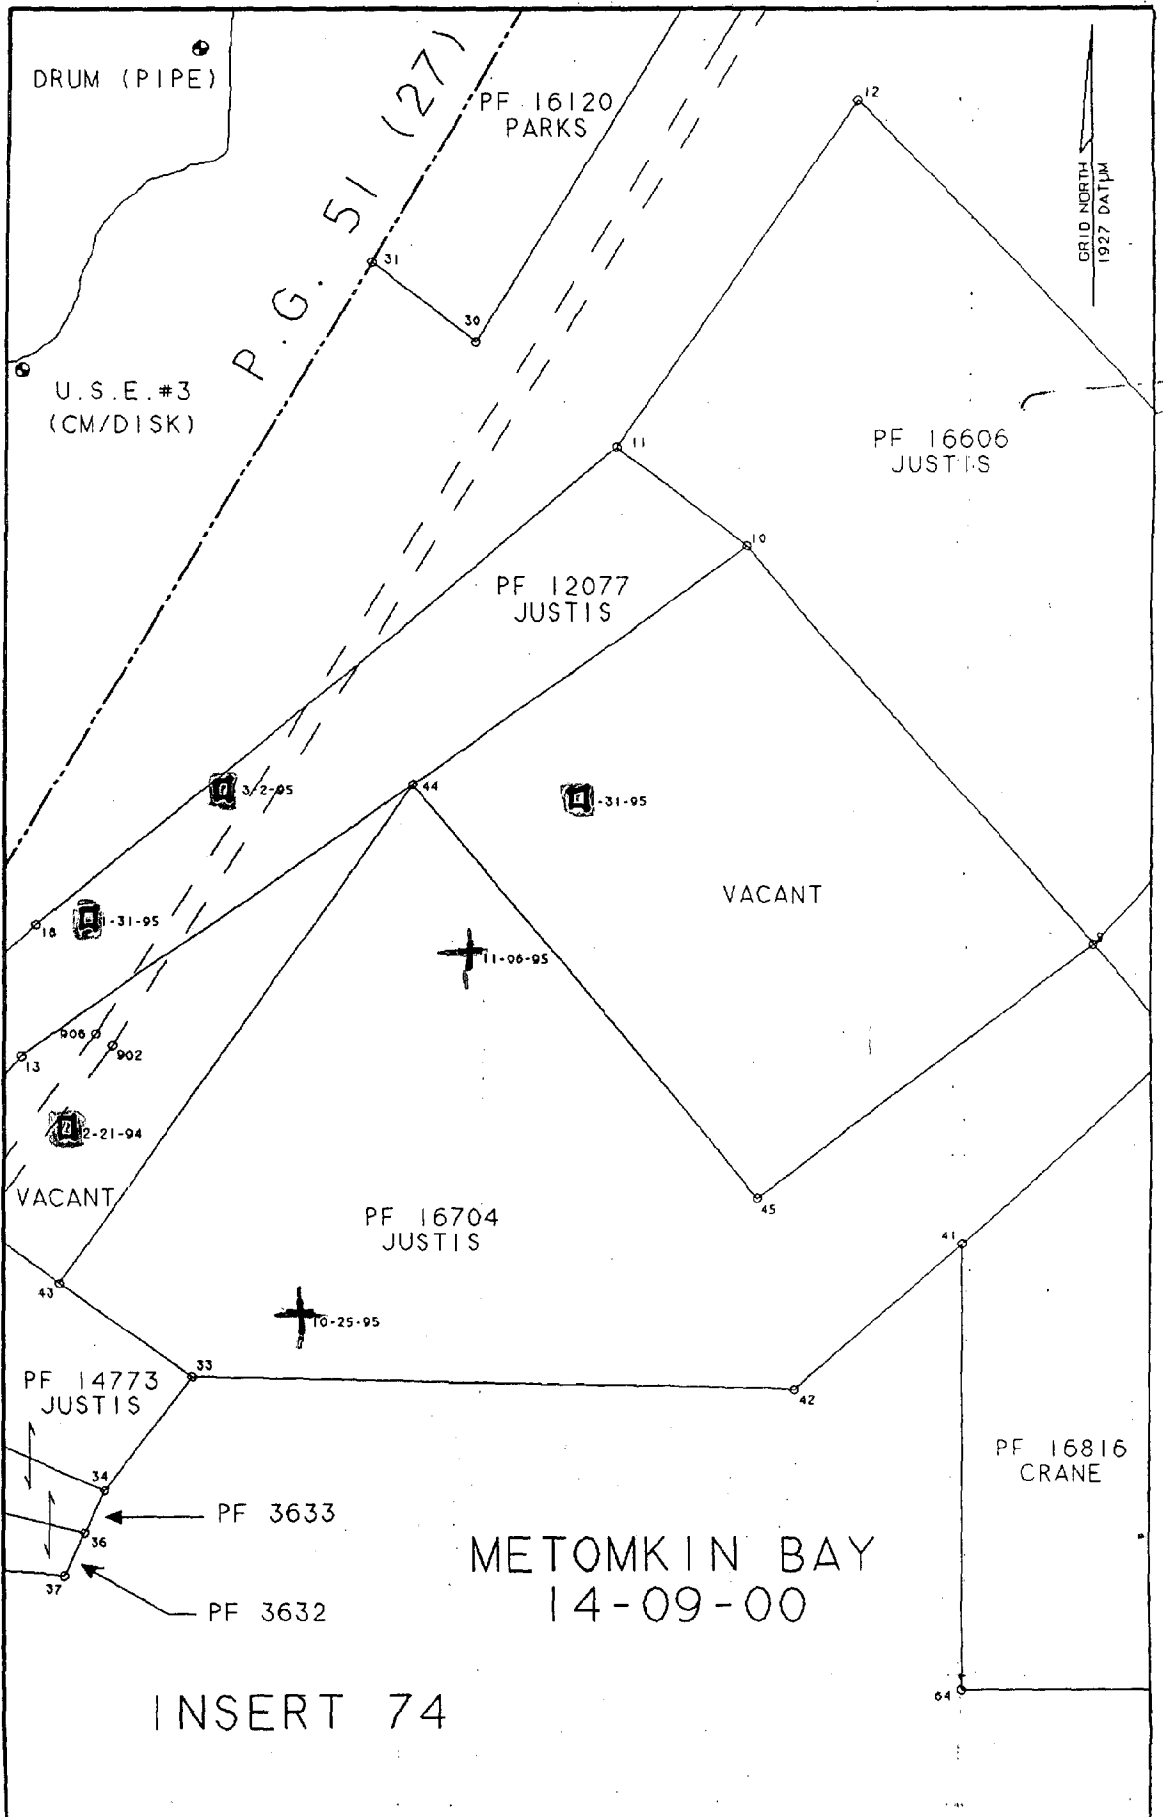 DRUM (PIPE)
P.G. 51 (27)
PF 16120
PARKS
12
GRID NORTH
1927 DATUM
31
30
U.S.E.#3
(CM/DISK)
PF 16606
JUSTIS
11
10
PF 12077
JUSTIS
3-2-95
44
-31-95
VACANT
18
1-31-95
11-06-95
906
902
13
2-21-94
VACANT
PF 16704
JUSTIS
45
41
43
10-25-95
33
PF 14773
JUSTIS
42
PF 16816
CRANE
34
PF 3633
36
METOMKIN BAY
14-09-00
37
PF 3632
64
INSERT 74